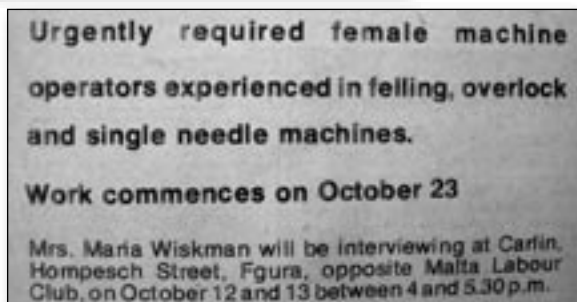 Urgently required female machine
operators experienced in felling, overlock
and single needle machines.
Work commences on October 23
Mrs. Maria Wiskman will be interviewing at Carlin,
Hompesch Street, Fgura, opposite Malta Labour
Club, on October 12 and 13 between 4 and 5.30 p.m.